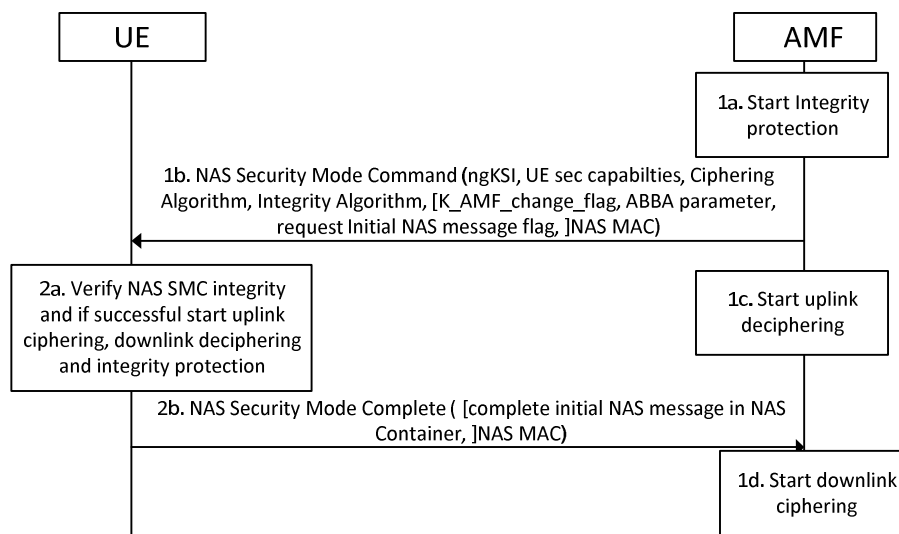 UE
AMF
1a. Start Integrity
protection
1b. NAS Security Mode Command (ngKSI, UE sec capabilties, Ciphering
Algorithm, Integrity Algorithm, [K_AMF_change_flag, ABBA parameter,
request Initial NAS message flag, ]NAS MAC)
2a. Verify NAS SMC integrity
and if successful start uplink
ciphering, downlink deciphering
and integrity protection
1c. Start uplink
deciphering
2b. NAS Security Mode Complete ( [complete initial NAS message in NAS
Container, ]NAS MAC)
1d. Start downlink
ciphering